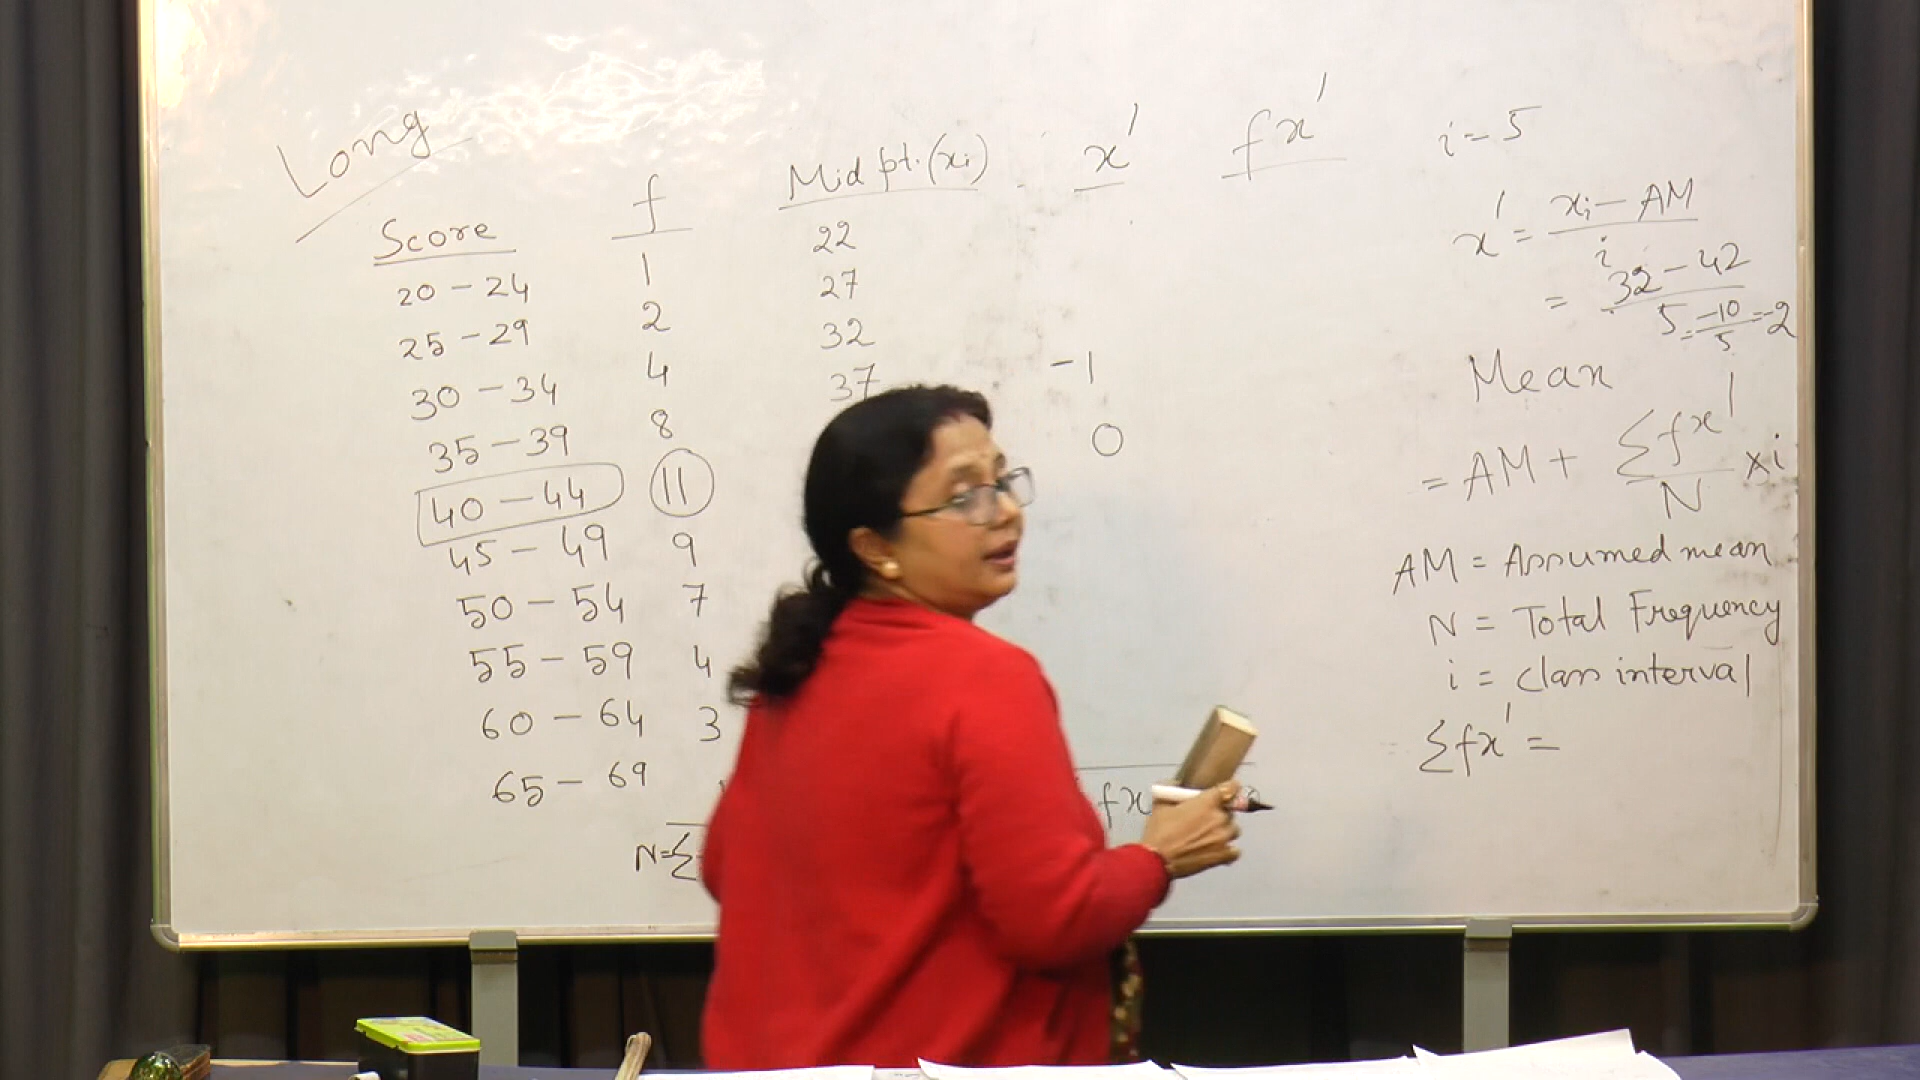 Long
Score f Mid pt. (xi) x' fx'
20 - 24 1 22
25 - 29 2 27
30 - 34 4 32
35 - 39 8 37 -1
40 - 44 11 0
45 - 49 9
50 - 54 7
55 - 59 4
60 - 64 3
65 - 69
N=Σ
fx
i = 5
x' = xi - AM / i
= 32 - 42 / 5 = -10/5 = -2
Mean
= AM + Σfx' / N × i
AM = Assumed mean
N = Total Frequency
i = class interval
Σfx' =